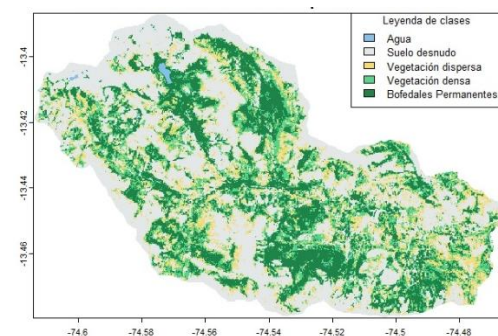 Leyenda de clases
Agua
Suelo desnudo
Vegetación dispersa
Vegetación densa
Bofedales Permanentes
-13.4
-13.42
-13.44
-13.46
-74.6
-74.58
-74.56
-74.54
-74.52
-74.5
-74.48